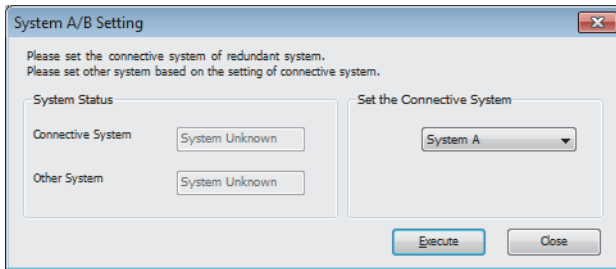 System A/B Setting
Please set the connective system of redundant system.
Please set other system based on the setting of connective system.
System Status
Connective System
System Unknown
Other System
System Unknown
Set the Connective System
System A
Execute
Close